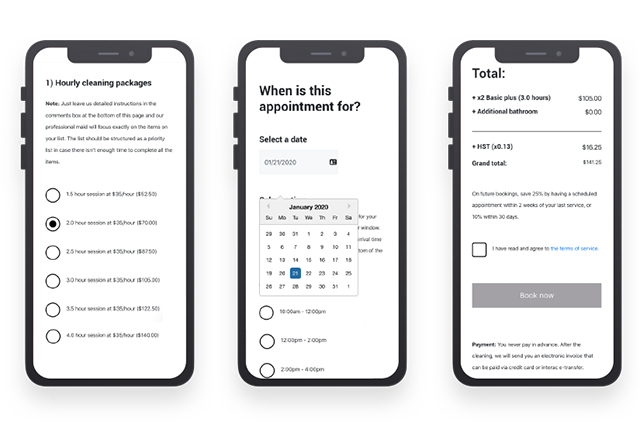 1) Hourly cleaning packages
Note: Just leave us detailed instructions in the
comments box at the bottom of this page and our
professional maid will focus exactly on the items on
your list. The list should be structured as a priority
list in case there isn't enough time to complete all the
items.
1.5 hour session at $35/hour ($52.50)
2.0 hour session at $35/hour ($70.00)
2.5 hour session at $35/hour ($87.50)
3.0 hour session at $35/hour ($105.00)
3.5 hour session at $35/hour ($122.50)
4.0 hour session at $35/hour ($140.00)
When is this
appointment for?
Select a date
01/21/2020
January 2020
Su Mo Tu We Th Fr Sa
29 30 31 1 2 3 4
5 6 7 8 9 10 11
12 13 14 15 16 17 18
19 20 21 22 23 24 25
26 27 28 29 30 31 1
for your
window.
arrival time
tom of the
10:00am - 12:00pm
12:00pm - 2:00pm
2:00pm - 4:00pm
Total:
+ x2 Basic plus (3.0 hours) $105.00
+ Additional bathroom $0.00
+ HST (x0.13) $16.25
Grand total: $141.25
On future bookings, save 25% by having a scheduled
appointment within 2 weeks of your last service, or
10% within 30 days.
I have read and agree to the terms of service.
Book now
Payment: You never pay in advance. After the
cleaning, we will send you an electronic invoice that
can be paid via credit card or interac e-transfer.